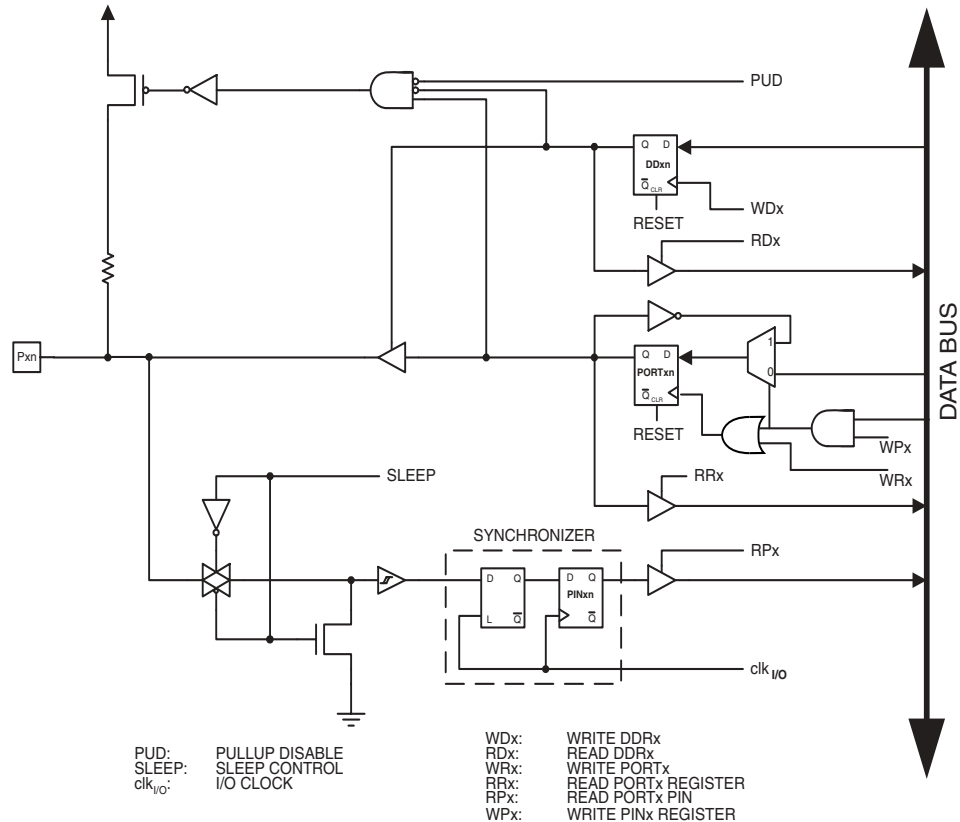 PUD
Q D
DDxn
Q CLR
WDx
RESET
RDx
1
Pxn
Q D
0
PORTxn
Q CLR
RESET
WPx
WRx
RRx
SLEEP
SYNCHRONIZER
RPx
D Q
D Q
PINxn
L Q
Q
clk I/O
DATA BUS
PUD: PULLUP DISABLE
SLEEP: SLEEP CONTROL
clkI/O: I/O CLOCK
WDx: WRITE DDRx
RDx: READ DDRx
WRx: WRITE PORTx
RRx: READ PORTx REGISTER
RPx: READ PORTx PIN
WPx: WRITE PINx REGISTER